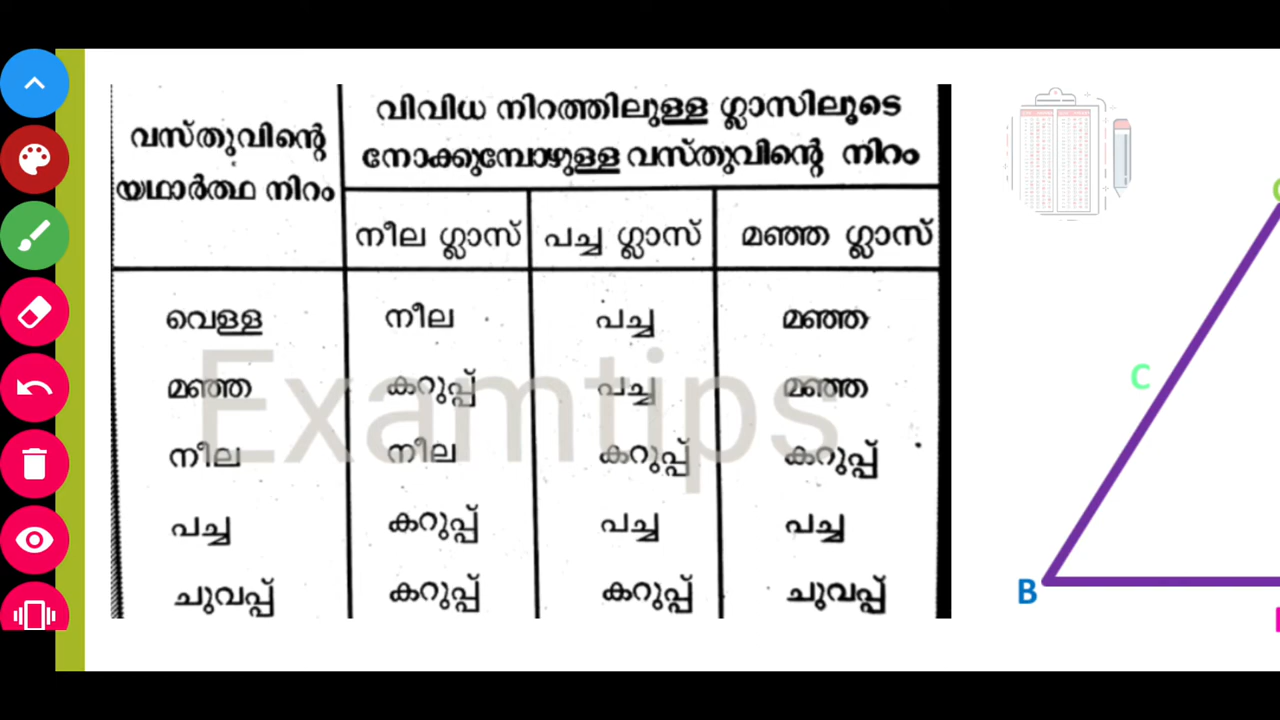 വിവിധ നിറത്തിലുള്ള ഗ്ലാസിലൂടെ
നോക്കുമ്പോഴുള്ള വസ്തുവിന്റെ നിറം
വസ്തുവിന്റെ
യഥാർത്ഥ നിറം
നീല ഗ്ലാസ് പച്ച ഗ്ലാസ് മഞ്ഞ ഗ്ലാസ്
വെള്ള നീല പച്ച മഞ്ഞ
മഞ്ഞ കറുപ്പ് പച്ച മഞ്ഞ
നീല നീല കറുപ്പ് കറുപ്പ്
പച്ച കറുപ്പ് പച്ച പച്ച
ചുവപ്പ് കറുപ്പ് കറുപ്പ് ചുവപ്പ്
Examtips
C
B